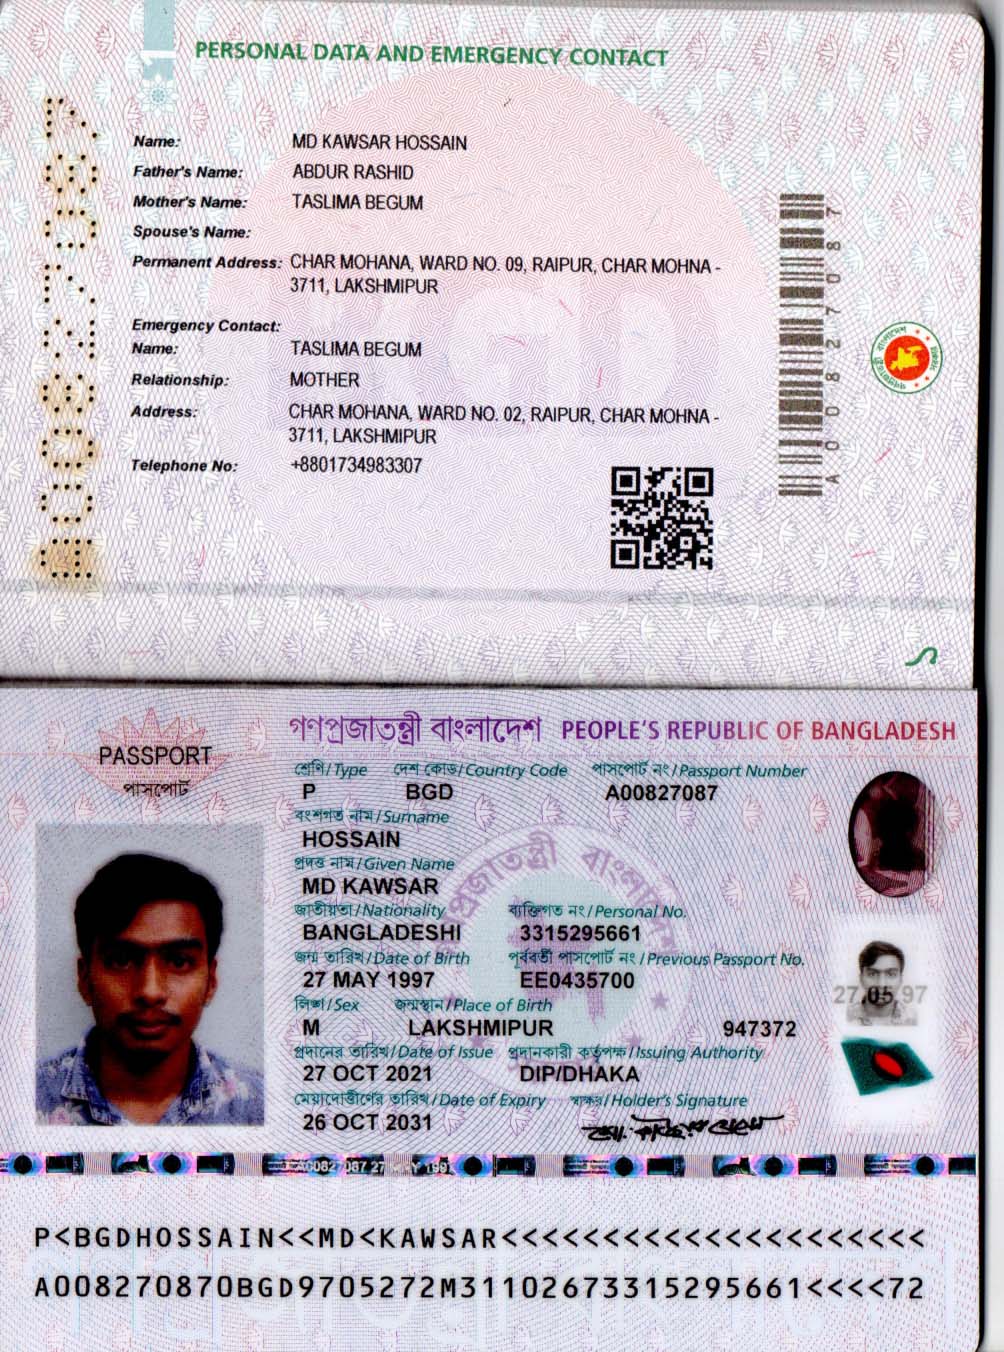 PERSONAL DATA AND EMERGENCY CONTACT
Name: MD KAWSAR HOSSAIN
Father's Name: ABDUR RASHID
Mother's Name: TASLIMA BEGUM
Spouse's Name:
Permanent Address: CHAR MOHANA, WARD NO. 09, RAIPUR, CHAR MOHNA -
3711, LAKSHMIPUR
Emergency Contact:
Name: TASLIMA BEGUM
Relationship: MOTHER
Address: CHAR MOHANA, WARD NO. 02, RAIPUR, CHAR MOHNA -
3711, LAKSHMIPUR
Telephone No: +8801734983307
A00827087
A00827087
গণপ্রজাতন্ত্রী বাংলাদেশ PEOPLE'S REPUBLIC OF BANGLADESH
PASSPORT
পাসপোর্ট
শ্রেণি/Type দেশ কোড/Country Code পাসপোর্ট নং/Passport Number
P BGD A00827087
বংশগত নাম/Surname
HOSSAIN
প্রদত্ত নাম/Given Name
MD KAWSAR
জাতীয়তা/Nationality ব্যক্তিগত নং/Personal No.
BANGLADESHI 3315295661
জন্ম তারিখ/Date of Birth পূর্ববর্তী পাসপোর্ট নং/Previous Passport No.
27 MAY 1997 EE0435700
27.05.97
লিঙ্গ/Sex জন্মস্থান/Place of Birth
M LAKSHMIPUR 947372
প্রদানের তারিখ/Date of Issue প্রদানকারী কর্তৃপক্ষ/Issuing Authority
27 OCT 2021 DIP/DHAKA
মেয়াদোত্তীর্ণের তারিখ/Date of Expiry স্বাক্ষর/Holder's Signature
26 OCT 2031
P<BGDHOSSAIN<<MD<KAWSAR<<<<<<<<<<<<<<<<<<<<<
A008270870BGD9705272M31102673315295661<<<<72